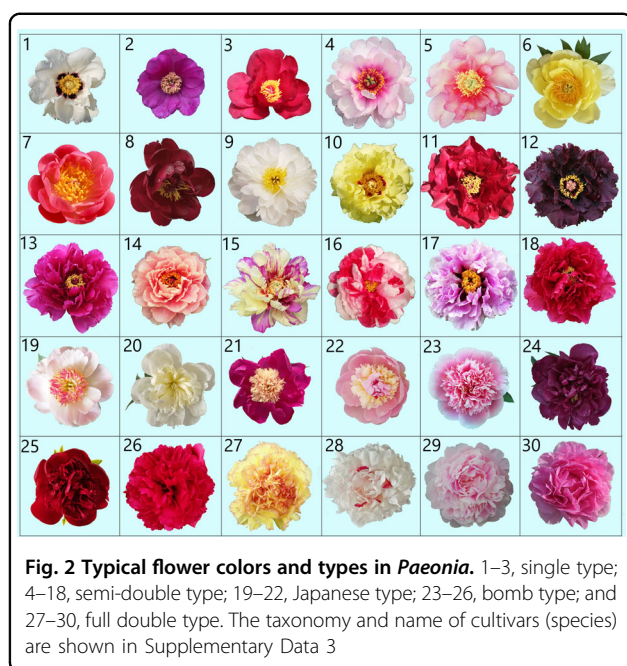 1 2 3 4 5 6
7 8 9 10 11 12
13 14 15 16 17 18
19 20 21 22 23 24
25 26 27 28 29 30
Fig. 2 Typical flower colors and types in Paeonia. 1–3, single type;
4–18, semi-double type; 19–22, Japanese type; 23–26, bomb type; and
27–30, full double type. The taxonomy and name of cultivars (species)
are shown in Supplementary Data 3